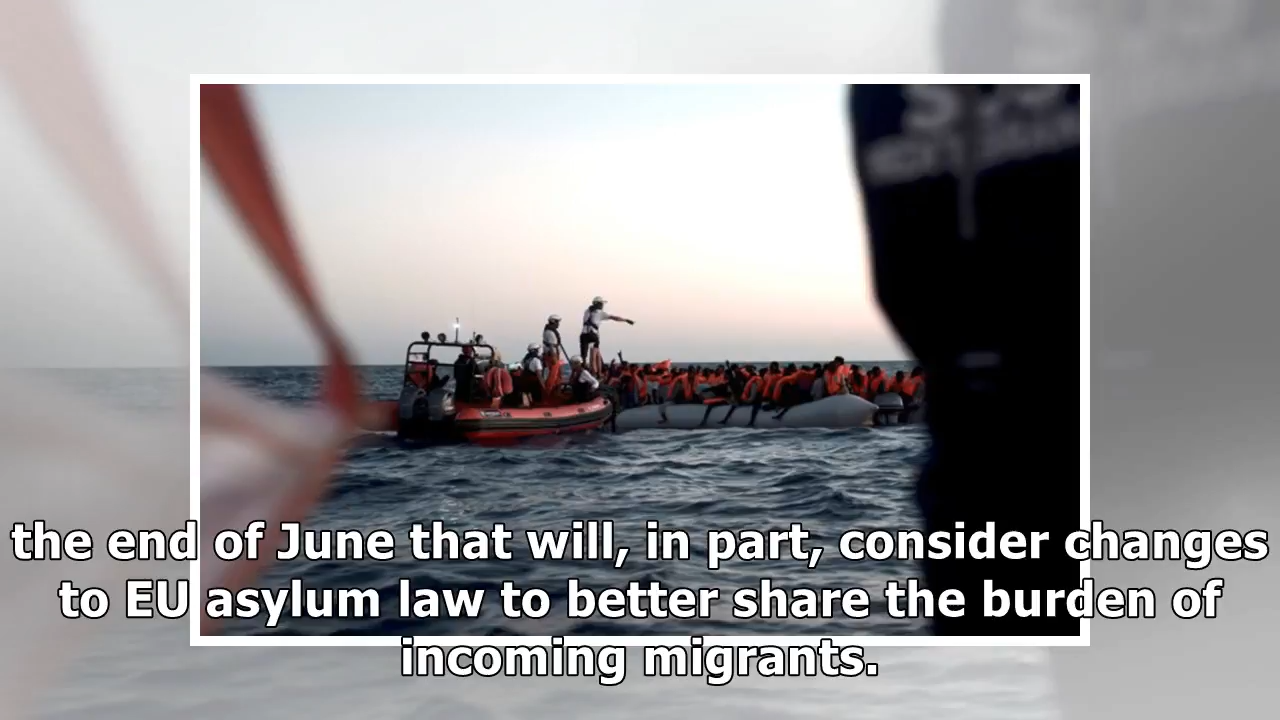 SOS
the end of June that will, in part, consider changes
to EU asylum law to better share the burden of
incoming migrants.